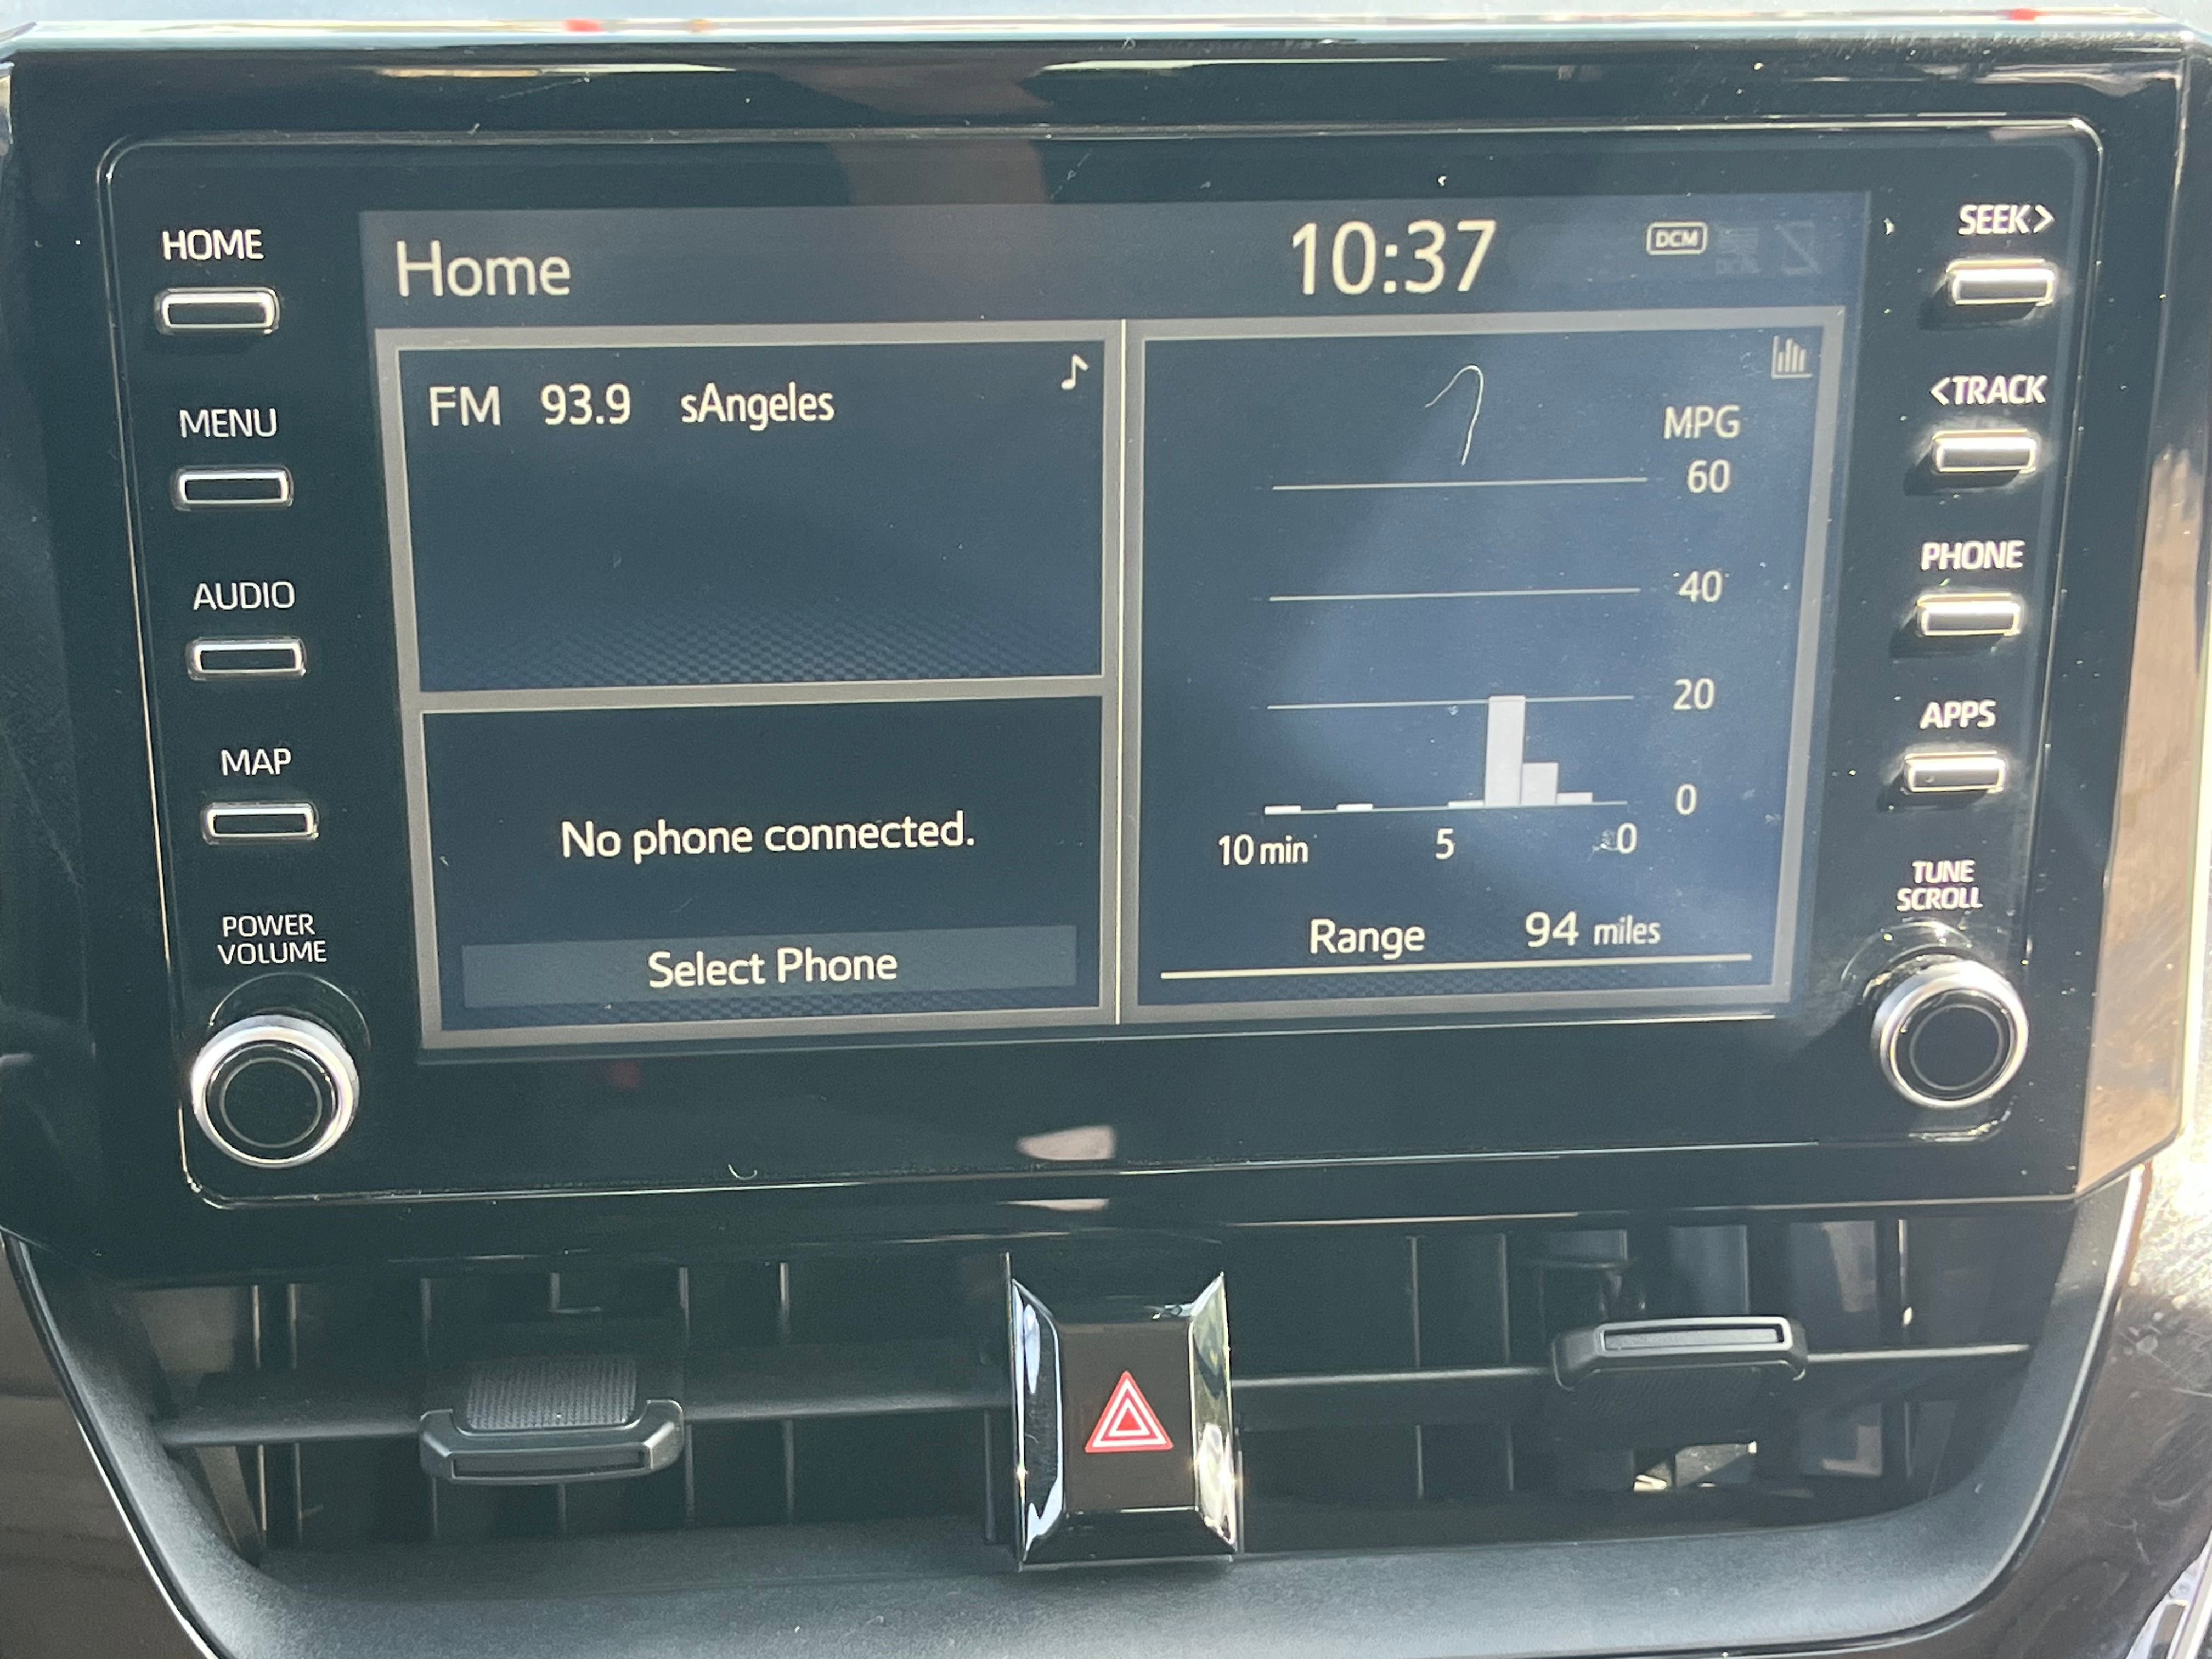 HOME
MENU
AUDIO
MAP
POWER
VOLUME
Home 10:37 DCM
FM 93.9 sAngeles
No phone connected.
Select Phone
MPG
60
40
20
0
10 min 5 0
Range 94 miles
SEEK>
<TRACK
PHONE
APPS
TUNE
SCROLL